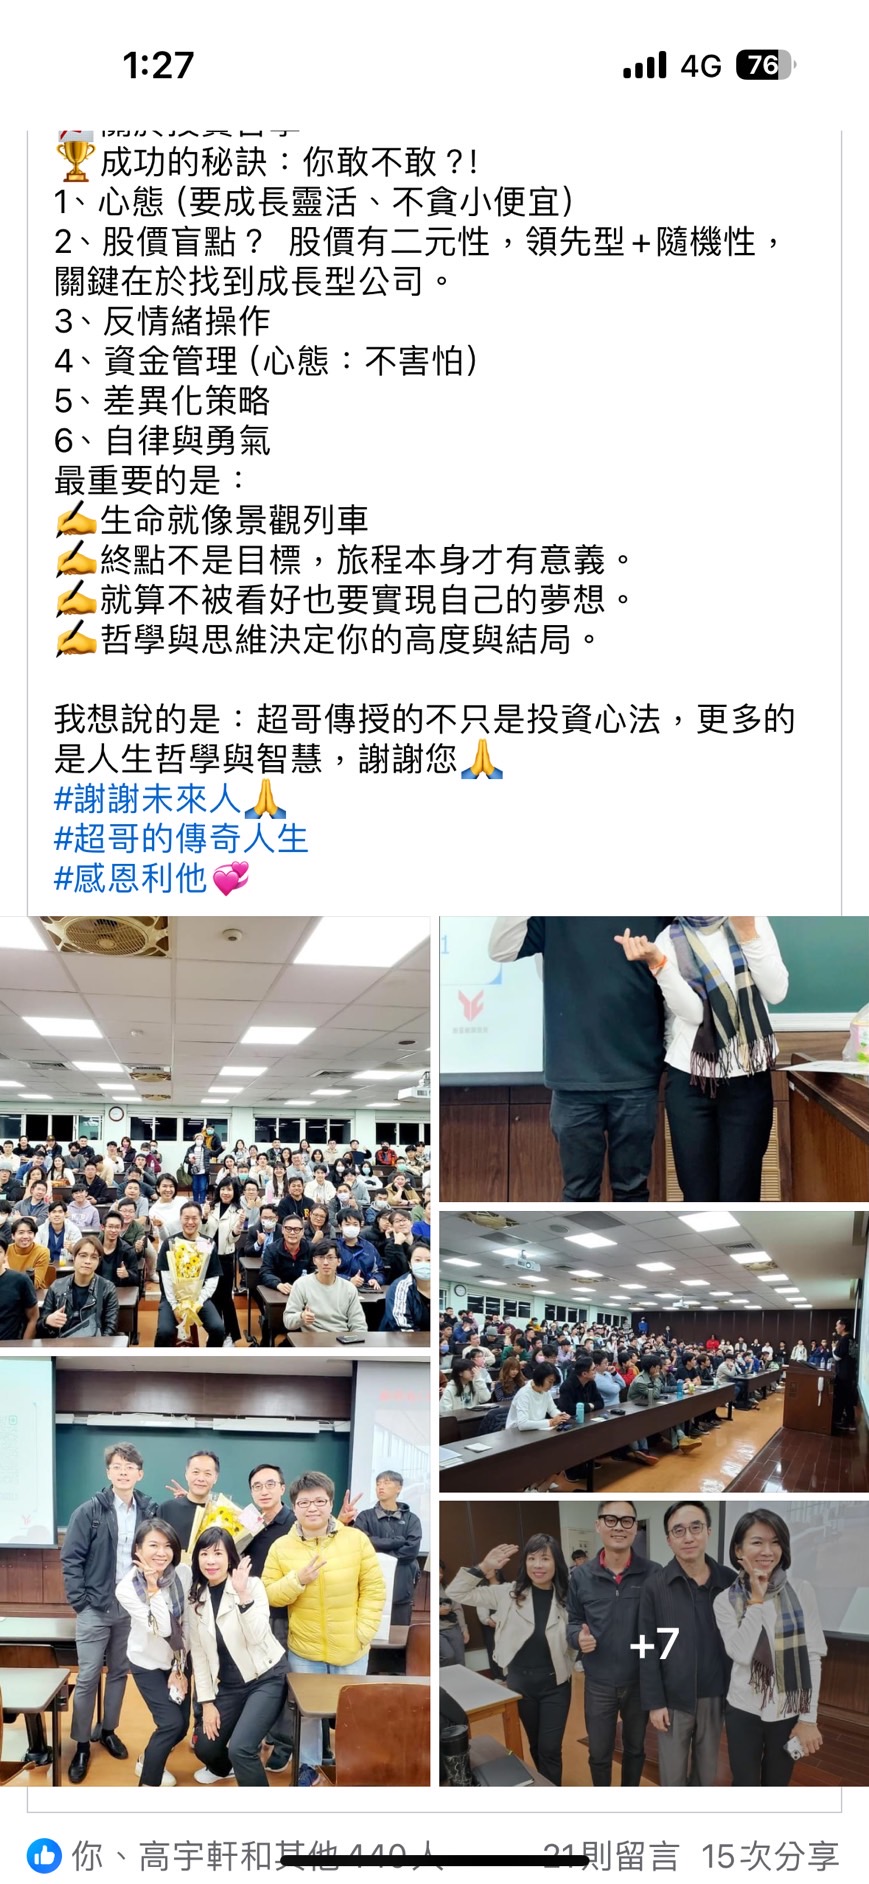 1:27 4G 76
🏆成功的秘訣：你敢不敢?!
1、心態（要成長靈活、不貪小便宜）
2、股價盲點？ 股價有二元性，領先型+隨機性，
關鍵在於找到成長型公司。
3、反情緒操作
4、資金管理（心態：不害怕）
5、差異化策略
6、自律與勇氣
最重要的是：
✍️生命就像景觀列車
✍️終點不是目標，旅程本身才有意義。
✍️就算不被看好也要實現自己的夢想。
✍️哲學與思維決定你的高度與結局。
我想說的是：超哥傳授的不只是投資心法，更多的
是人生哲學與智慧，謝謝您🙏
#謝謝未來人🙏
#超哥的傳奇人生
#感恩利他💞
1
+7
你、高宇軒和其他440人 21則留言 15次分享